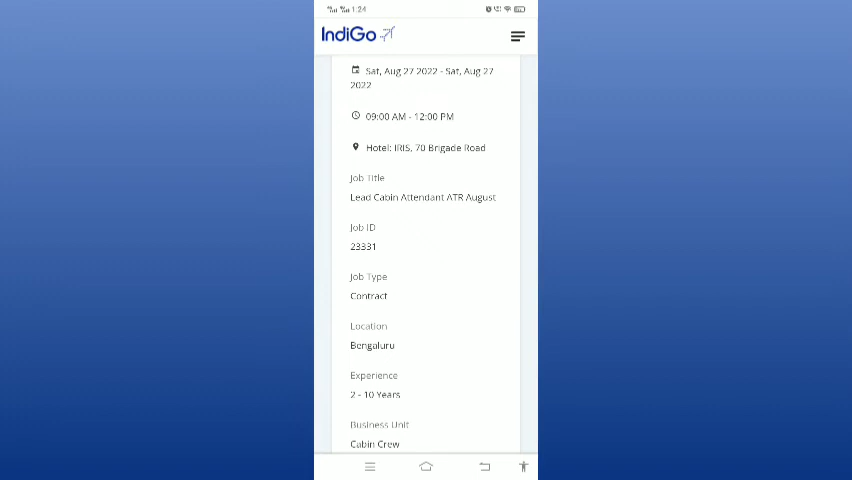 1:24
IndiGo
Sat, Aug 27 2022 - Sat, Aug 27
2022
09:00 AM - 12:00 PM
Hotel: IRIS, 70 Brigade Road
Job Title
Lead Cabin Attendant ATR August
Job ID
23331
Job Type
Contract
Location
Bengaluru
Experience
2 - 10 Years
Business Unit
Cabin Crew